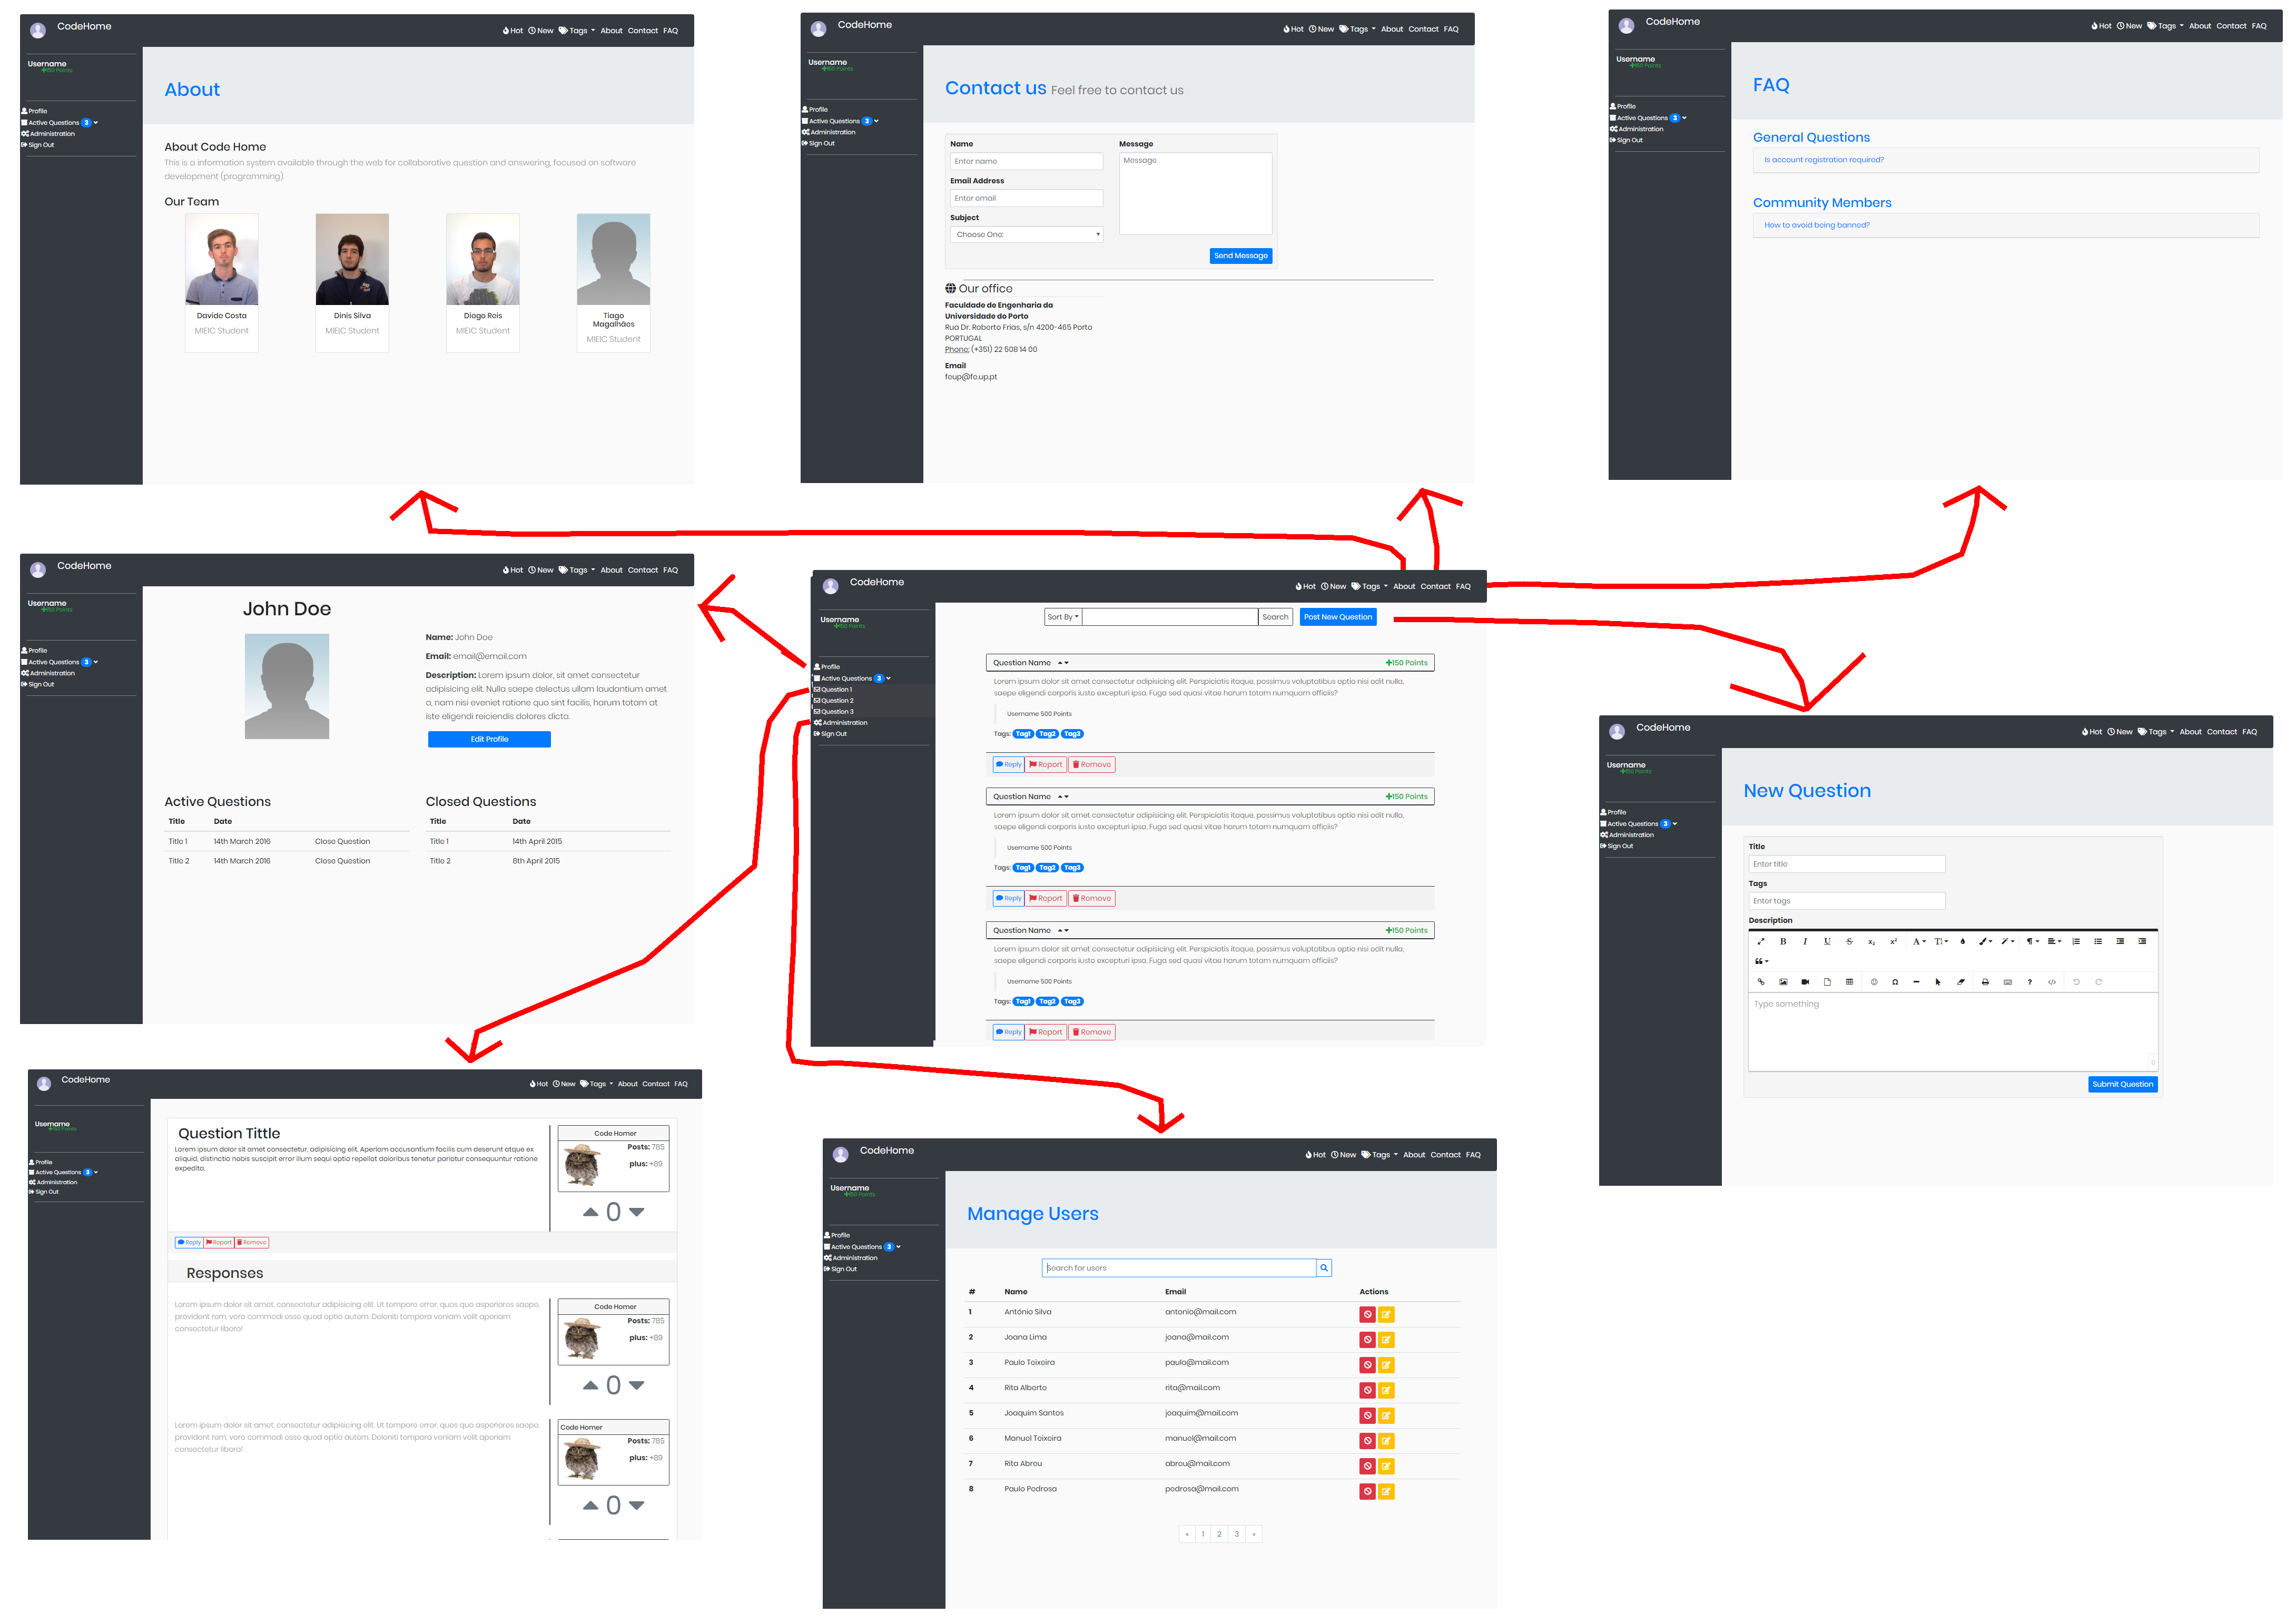 CodeHome
Hot New Tags About Contact FAQ
Username
+150 Points
Profile
Active Questions 3
Administration
Sign Out
About
About Code Home
This is a information system available through the web for collaborative question and answering, focused on software
development (programming).
Our Team
Davide Costa
MIEIC Student
Dinis Silva
MIEIC Student
Diogo Reis
MIEIC Student
Tiago
Magalhães
MIEIC Student
CodeHome
Hot New Tags About Contact FAQ
Username
+150 Points
Profile
Active Questions 3
Administration
Sign Out
Contact us Feel free to contact us
Name
Enter name
Email Address
Enter email
Subject
Choose One:
Message
Message
Send Message
Our office
Faculdade de Engenharia da
Universidade do Porto
Rua Dr. Roberto Frias, s/n 4200-465 Porto
PORTUGAL
Phone: (+351) 22 508 14 00
Email
feup@fe.up.pt
CodeHome
Hot New Tags About Contact FAQ
Username
+150 Points
Profile
Active Questions 3
Administration
Sign Out
FAQ
General Questions
Is account registration required?
Community Members
How to avoid being banned?
CodeHome
Hot New Tags About Contact FAQ
Username
+150 Points
Profile
Active Questions 3
Administration
Sign Out
John Doe
Name: John Doe
Email: email@email.com
Description: Lorem ipsum dolor, sit amet consectetur
adipisicing elit. Nulla saepe delectus ullam laudantium amet
a, nam nisi eveniet ratione quo sint facilis, harum totam at
iste eligendi reiciendis dolores dicta.
Edit Profile
Active Questions
Title Date
Title 1 14th March 2016 Close Question
Title 2 14th March 2016 Close Question
Closed Questions
Title Date
Title 1 14th April 2015
Title 2 8th April 2015
CodeHome
Hot New Tags About Contact FAQ
Username
+150 Points
Profile
Active Questions 3
Question 1
Question 2
Question 3
Administration
Sign Out
Sort By Search Post New Question
Question Name +150 Points
Lorem ipsum dolor sit amet consectetur adipisicing elit. Perspiciatis itaque, possimus voluptatibus optio nisi odit nulla,
saepe eligendi corporis iusto excepturi ipsa. Fuga sed quasi vitae harum totam numquam officiis?
Username 500 Points
Tags: Tag1 Tag2 Tag3
Reply Report Remove
Question Name +150 Points
Lorem ipsum dolor sit amet consectetur adipisicing elit. Perspiciatis itaque, possimus voluptatibus optio nisi odit nulla,
saepe eligendi corporis iusto excepturi ipsa. Fuga sed quasi vitae harum totam numquam officiis?
Username 500 Points
Tags: Tag1 Tag2 Tag3
Reply Report Remove
Question Name +150 Points
Lorem ipsum dolor sit amet consectetur adipisicing elit. Perspiciatis itaque, possimus voluptatibus optio nisi odit nulla,
saepe eligendi corporis iusto excepturi ipsa. Fuga sed quasi vitae harum totam numquam officiis?
Username 500 Points
Tags: Tag1 Tag2 Tag3
Reply Report Remove
CodeHome
Hot New Tags About Contact FAQ
Username
+150 Points
Profile
Active Questions 3
Administration
Sign Out
New Question
Title
Enter title
Tags
Enter tags
Description
Type something
Submit Question
CodeHome
Hot New Tags About Contact FAQ
Username
+150 Points
Profile
Active Questions 3
Administration
Sign Out
Question Tittle
Lorem ipsum dolor sit amet consectetur, adipisicing elit. Aperiam accusantium facilis cum deserunt atque ex
aliquid, distinctio nobis suscipit error illum sequi optio repellat doloribus tenetur pariatur consequuntur ratione
expedita.
Code Homer
Posts: 785
plus: +89
0
Reply Report Remove
Responses
Lorem ipsum dolor sit amet, consectetur adipisicing elit. Ut tempore error, quos quo asperiores saepe,
provident rem, vero commodi esse quod optio autem. Deleniti tempora voniam velit aperiam
consectetur libero!
Code Homer
Posts: 785
plus: +89
0
Lorem ipsum dolor sit amet, consectetur adipisicing elit. Ut tempore error, quos quo asperiores saepe,
provident rem, vero commodi esse quod optio autem. Deleniti tempora veniam velit aperiam
consectetur libero!
Code Homer
Posts: 785
plus: +89
0
CodeHome
Hot New Tags About Contact FAQ
Username
+150 Points
Profile
Active Questions 3
Administration
Sign Out
Manage Users
Search for users
# Name Email Actions
1 António Silva antonio@mail.com
2 Joana Lima joana@mail.com
3 Paulo Teixeira paulo@mail.com
4 Rita Alberto rita@mail.com
5 Joaquim Santos joaquim@mail.com
6 Manuel Teixeira manuel@mail.com
7 Rita Abreu abreu@mail.com
8 Paulo Pedrosa pedrosa@mail.com
« 1 2 3 »